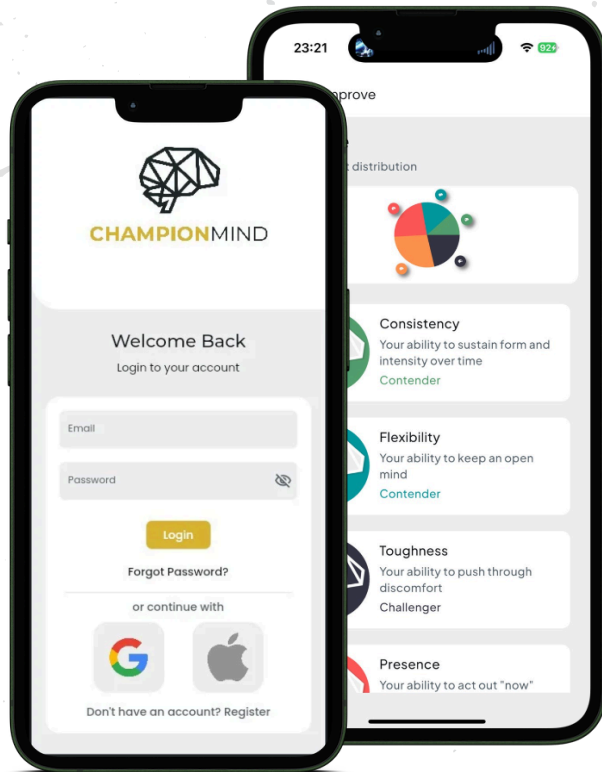 CHAMPIONMIND
Welcome Back
Login to your account
Email
Password
Login
Forgot Password?
or continue with
G
Don't have an account? Register
23:21
92
distribution
Consistency
Your ability to sustain form and
intensity over time
Contender
Flexibility
Your ability to keep an open
mind
Contender
Toughness
Your ability to push through
discomfort
Challenger
Presence
Your ability to act out "now"